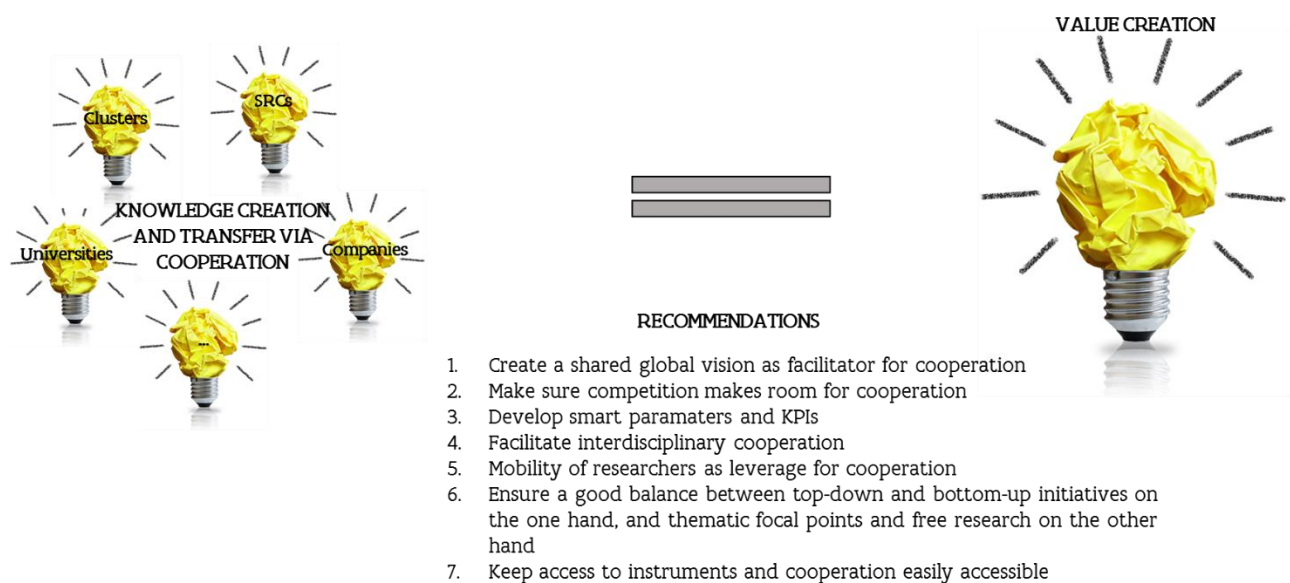 VALUE CREATION
Clusters
SRCs
KNOWLEDGE CREATION
AND TRANSFER VIA
COOPERATION
Universities
Companies
...
RECOMMENDATIONS
1. Create a shared global vision as facilitator for cooperation
2. Make sure competition makes room for cooperation
3. Develop smart paramaters and KPIs
4. Facilitate interdisciplinary cooperation
5. Mobility of researchers as leverage for cooperation
6. Ensure a good balance between top-down and bottom-up initiatives on
the one hand, and thematic focal points and free research on the other
hand
7. Keep access to instruments and cooperation easily accessible